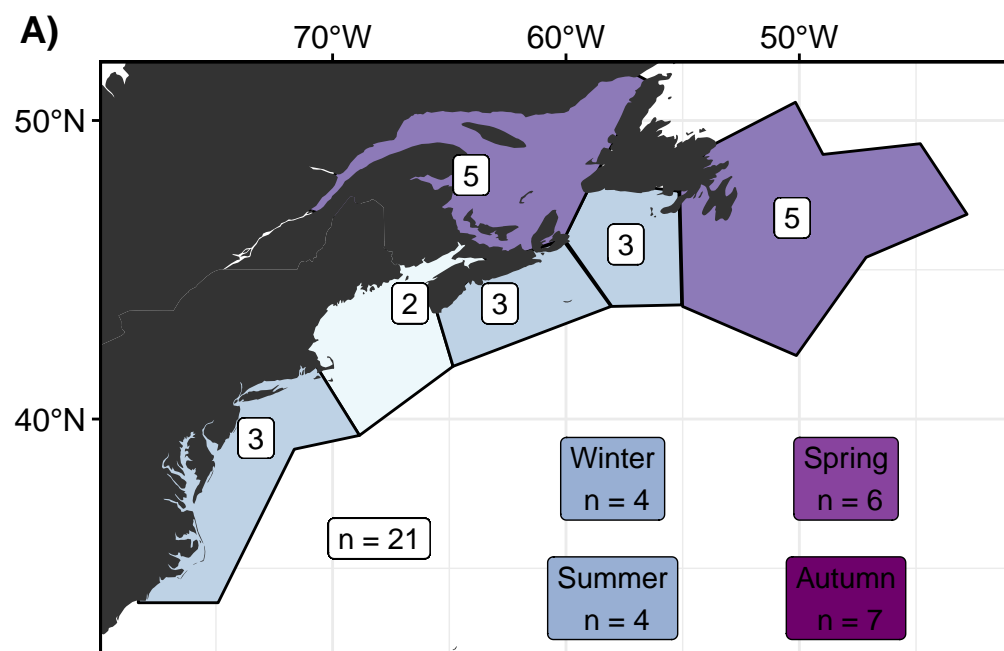 A)
70°W 60°W 50°W
50°N
5
5
3
2 3
40°N
3
Winter
n = 4
Spring
n = 6
n = 21
Summer
n = 4
Autumn
n = 7